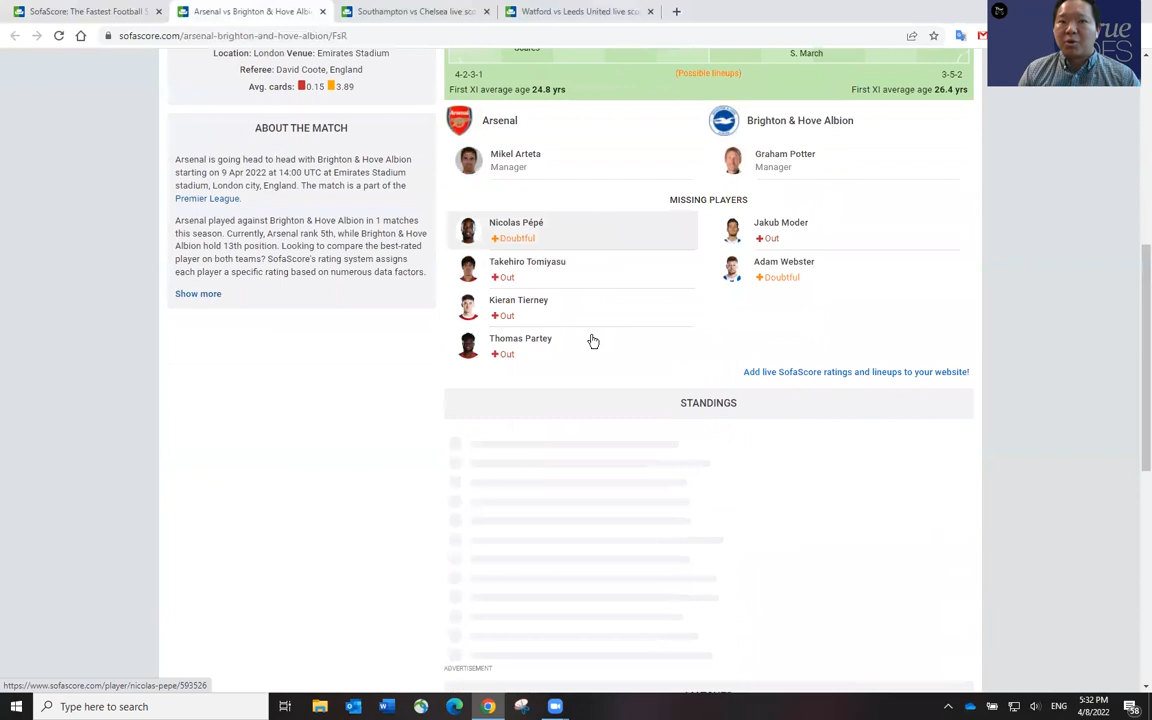 SofaScore: The Fastest Football S
Arsenal vs Brighton & Hove Albi
Southampton vs Chelsea live sco
Watford vs Leeds United live sco
sofascore.com/arsenal-brighton-and-hove-albion/FsR
Location: London Venue: Emirates Stadium
Referee: David Coote, England
Avg. cards: 0.15 3.89
ABOUT THE MATCH
Arsenal is going head to head with Brighton & Hove Albion
starting on 9 Apr 2022 at 14:00 UTC at Emirates Stadium
stadium, London city, England. The match is a part of the
Premier League.
Arsenal played against Brighton & Hove Albion in 1 matches
this season. Currently, Arsenal rank 5th, while Brighton &
Hove Albion hold 13th position. Looking to compare the best-rated
player on both teams? SofaScore's rating system assigns
each player a specific rating based on numerous data factors.
Show more
S. March
4-2-3-1
(Possible lineups)
3-5-2
First XI average age 24.8 yrs
First XI average age 26.4 yrs
Arsenal
Brighton & Hove Albion
Mikel Arteta
Manager
Graham Potter
Manager
MISSING PLAYERS
Nicolas Pépé
Doubtful
Jakub Moder
Out
Takehiro Tomiyasu
Out
Adam Webster
Doubtful
Kieran Tierney
Out
Thomas Partey
Out
Add live SofaScore ratings and lineups to your website!
STANDINGS
ADVERTISEMENT
https://www.sofascore.com/player/nicolas-pepe/593526
Type here to search
ENG
5:32 PM
4/8/2022
58